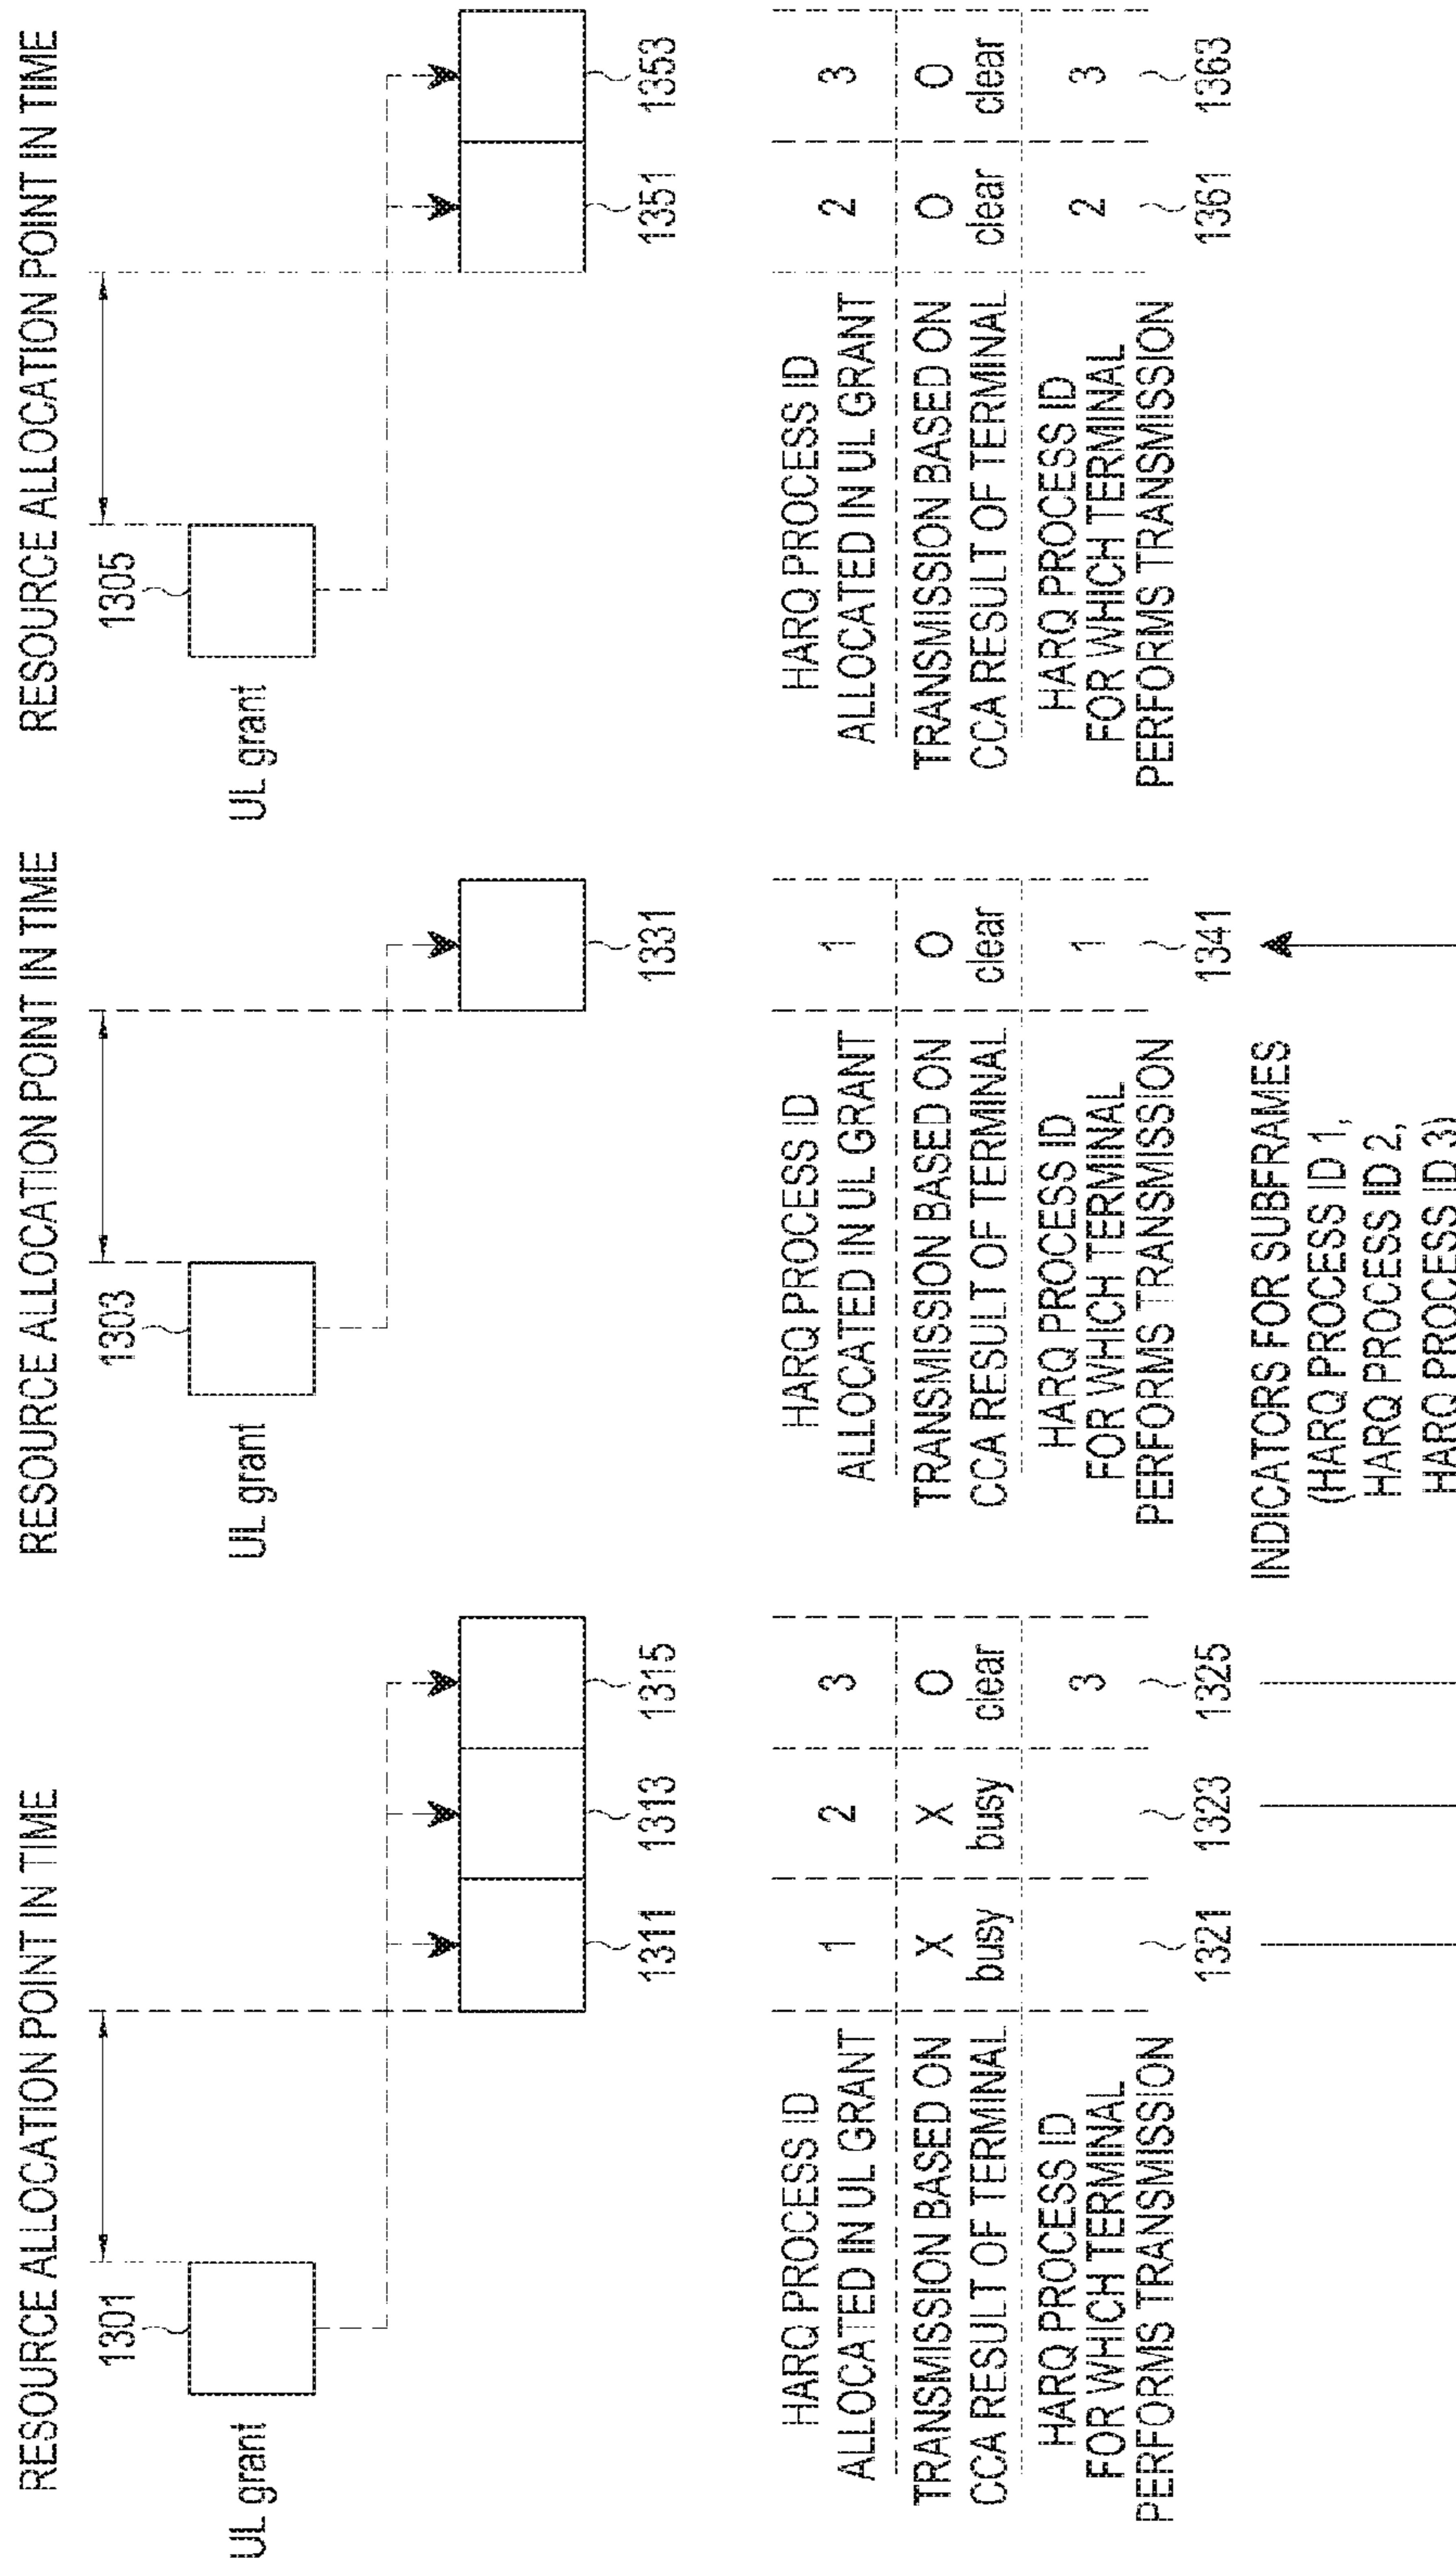 RESOURCE ALLOCATION POINT IN TIME
1301
UL grant
1311 1313 1315
HARQ PROCESS ID 1 2 3
ALLOCATED IN UL GRANT
TRANSMISSION BASED ON X X O
CCA RESULT OF TERMINAL busy busy clear
HARQ PROCESS ID
FOR WHICH TERMINAL 3
PERFORMS TRANSMISSION
1321 1323 1325
RESOURCE ALLOCATION POINT IN TIME
1303
UL grant
1331
HARQ PROCESS ID 1
ALLOCATED IN UL GRANT
TRANSMISSION BASED ON O
CCA RESULT OF TERMINAL clear
HARQ PROCESS ID
FOR WHICH TERMINAL 1
PERFORMS TRANSMISSION
1341
INDICATORS FOR SUBFRAMES
(HARQ PROCESS ID 1,
HARQ PROCESS ID 2,
HARQ PROCESS ID 3)
RESOURCE ALLOCATION POINT IN TIME
1305
UL grant
1351 1353
HARQ PROCESS ID 2 3
ALLOCATED IN UL GRANT
TRANSMISSION BASED ON O O
CCA RESULT OF TERMINAL clear clear
HARQ PROCESS ID
FOR WHICH TERMINAL 2 3
PERFORMS TRANSMISSION
1361 1363